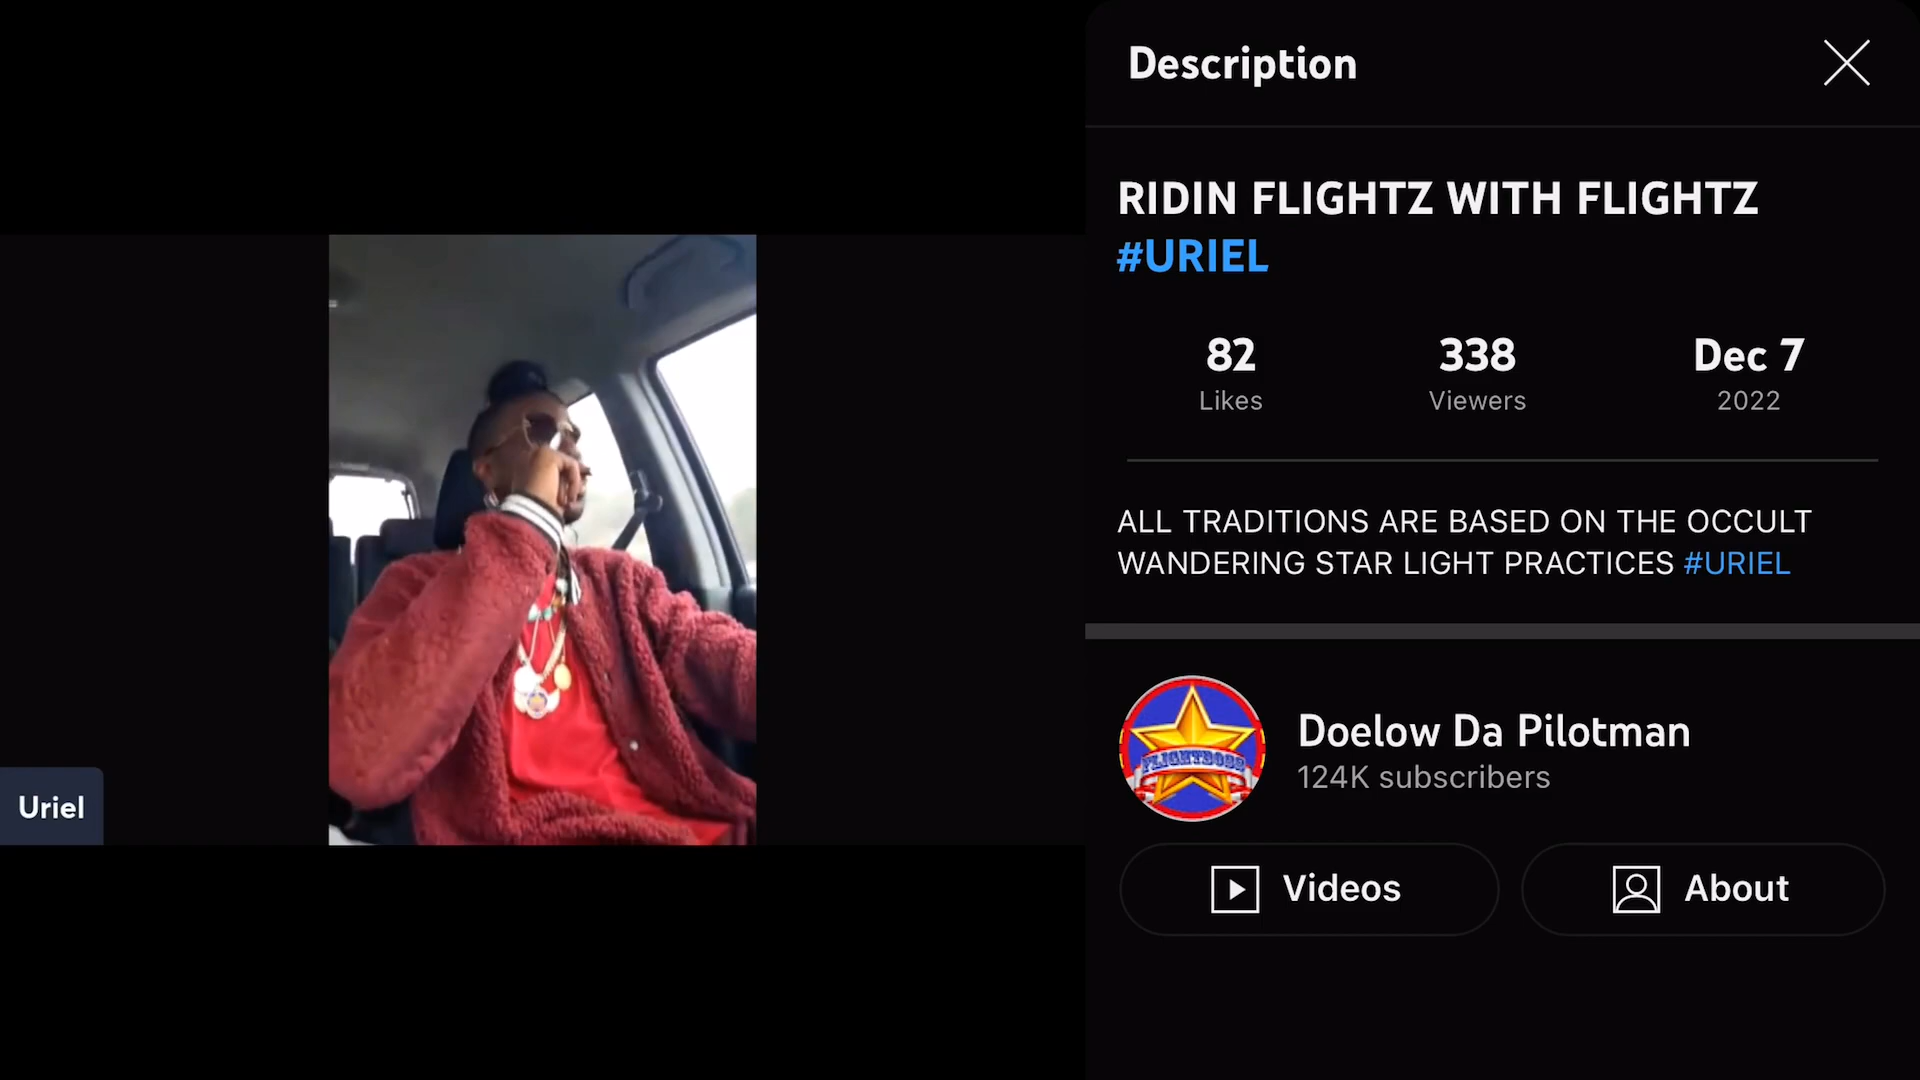 Description
RIDIN FLIGHTZ WITH FLIGHTZ
#URIEL
82
Likes
338
Viewers
Dec 7
2022
ALL TRADITIONS ARE BASED ON THE OCCULT
WANDERING STAR LIGHT PRACTICES #URIEL
FLIGHTBOSS
Doelow Da Pilotman
124K subscribers
Videos
About
Uriel